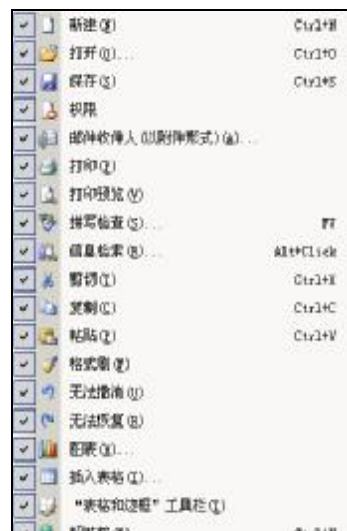 新建(N) Ctrl+N
打开(O)... Ctrl+O
保存(S) Ctrl+S
权限
邮件收件人(以附件形式)(A)...
打印(P)
打印预览(V)
拼写检查(S)... F7
信息检索(R)... Alt+Click
剪切(T) Ctrl+X
复制(C) Ctrl+C
粘贴(P) Ctrl+V
格式刷(F)
无法撤消(U)
无法恢复(R)
图表(X)...
插入表格(I)...
“表格和边框”工具栏(T)